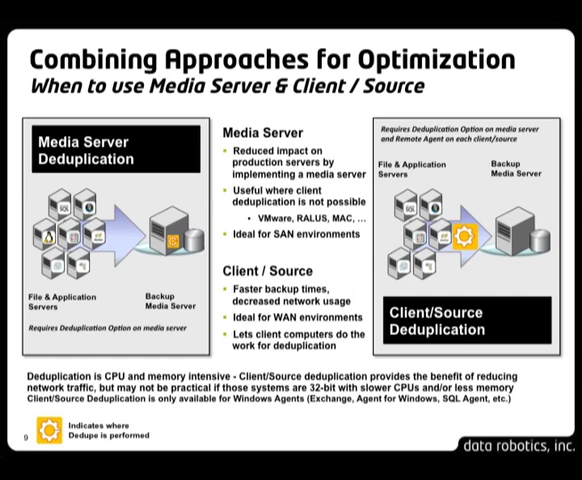 Combining Approaches for Optimization
When to use Media Server & Client / Source
Media Server
Deduplication
File & Application
Servers
Backup
Media Server
Requires Deduplication Option on media server
Media Server
Reduced impact on
production servers by
implementing a media server
Useful where client
deduplication is not possible
VMware, RALUS, MAC, ...
Ideal for SAN environments
Client / Source
Faster backup times,
decreased network usage
Ideal for WAN environments
Lets client computers do the
work for deduplication
Requires Deduplication Option on media server
and Remote Agent on each client/source
File & Application
Servers
Backup
Media Server
Client/Source
Deduplication
Deduplication is CPU and memory intensive - Client/Source deduplication provides the benefit of reducing
network traffic, but may not be practical if those systems are 32-bit with slower CPUs and/or less memory
Client/Source Deduplication is only available for Windows Agents (Exchange, Agent for Windows, SQL Agent, etc.)
Indicates where
Dedupe is performed
9
data robotics, inc.